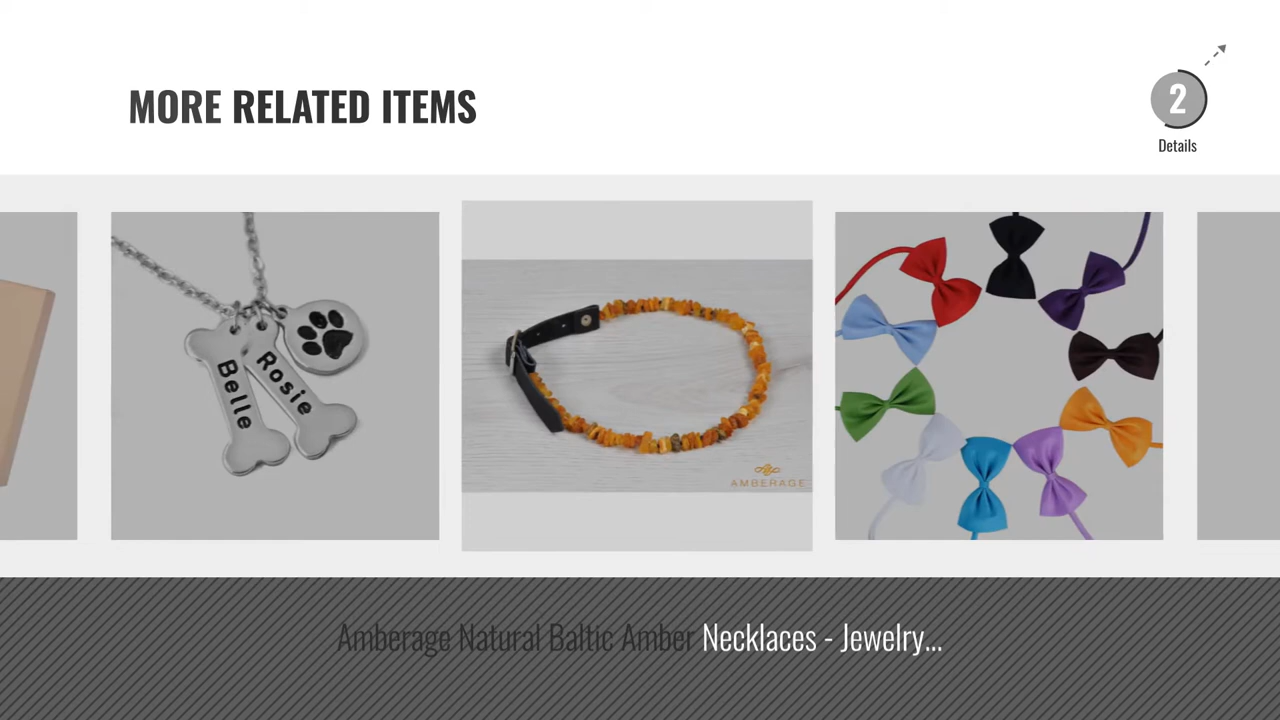 MORE RELATED ITEMS
2
Details
Belle
Rosie
AMBERAGE
Amberage Natural Baltic Amber Necklaces - Jewelry...